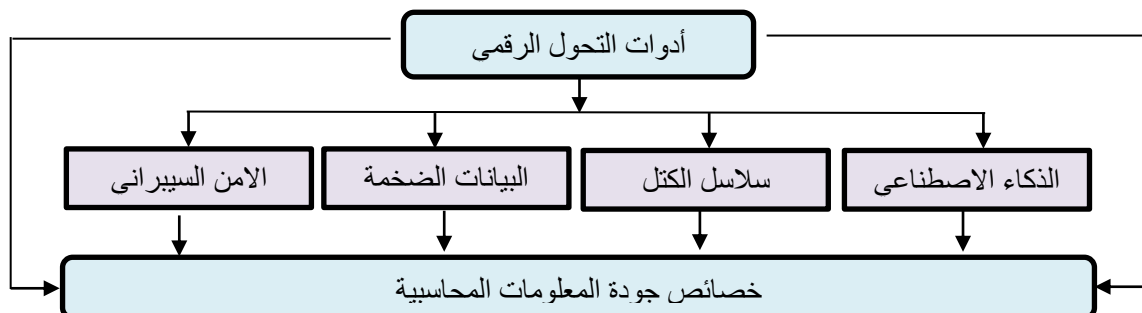 أدوات التحول الرقمى
الذكاء الاصطناعى
سلاسل الكتل
البيانات الضخمة
الامن السيبرانى
خصائص جودة المعلومات المحاسبية